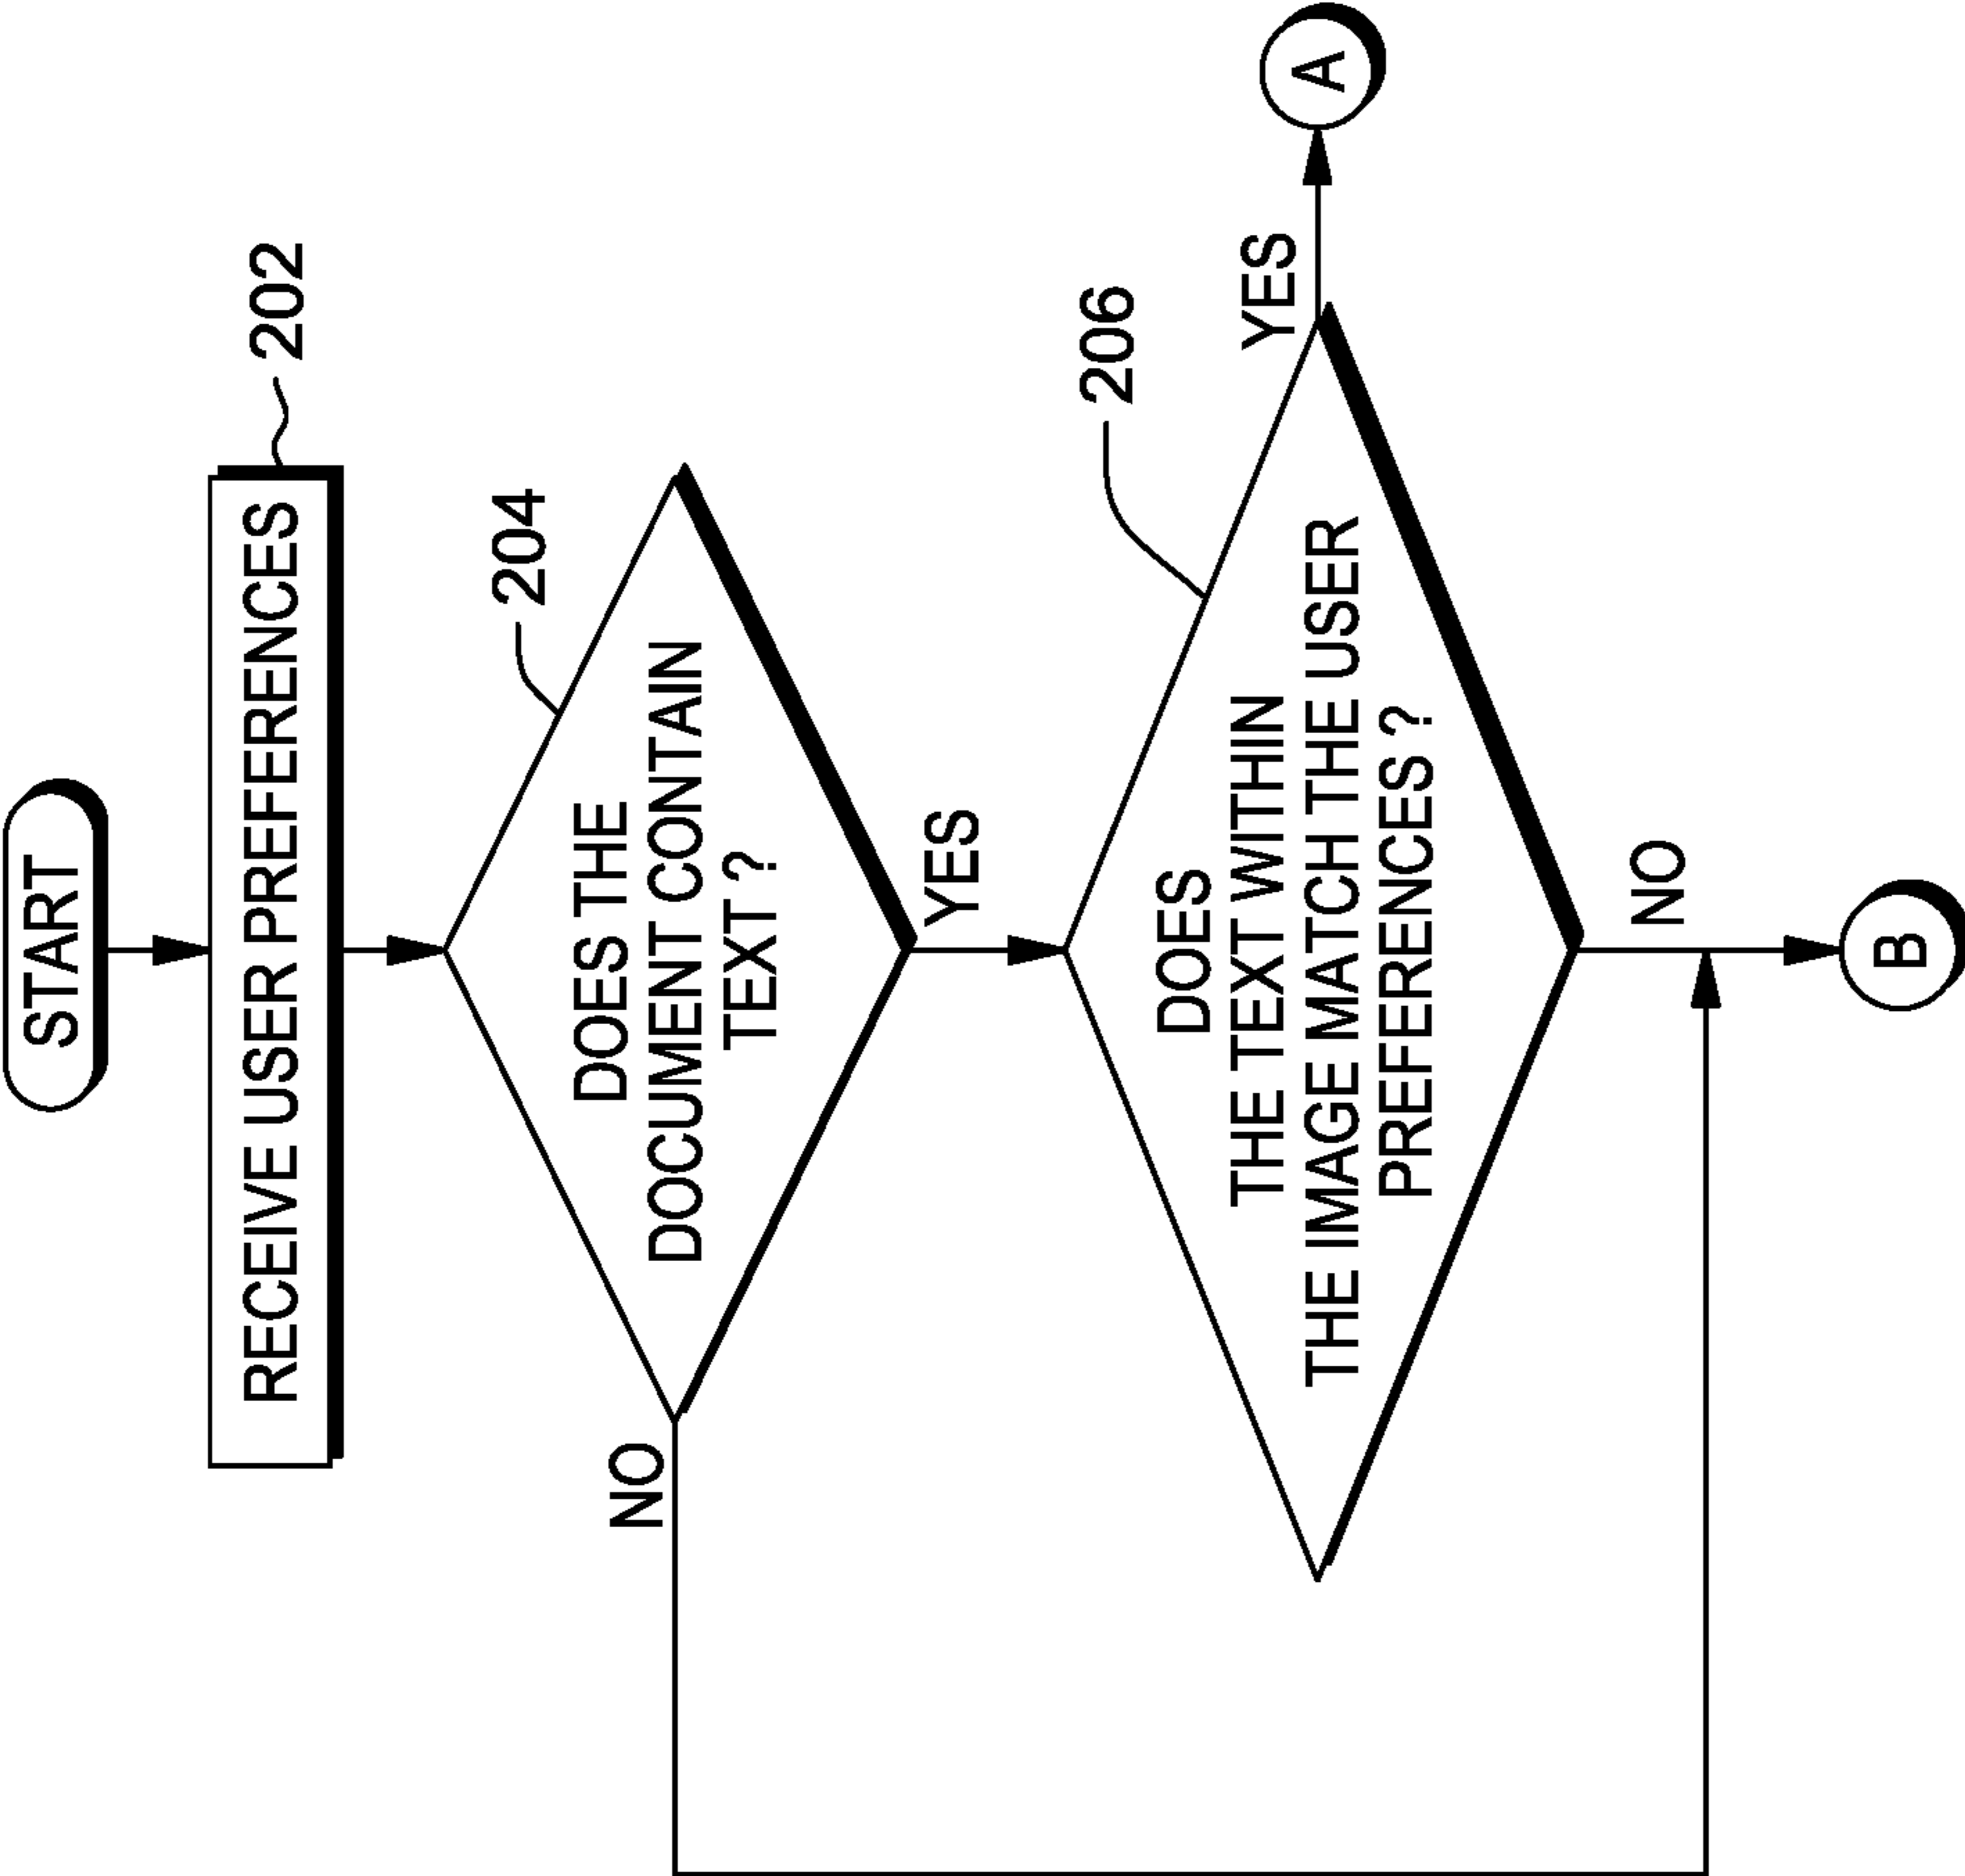 START
RECEIVE USER PREFERENCES
202
204
DOES THE
DOCUMENT CONTAIN
TEXT ?
NO
YES
206
DOES
THE TEXT WITHIN
THE IMAGE MATCH THE USER
PREFERENCES ?
YES
A
NO
B